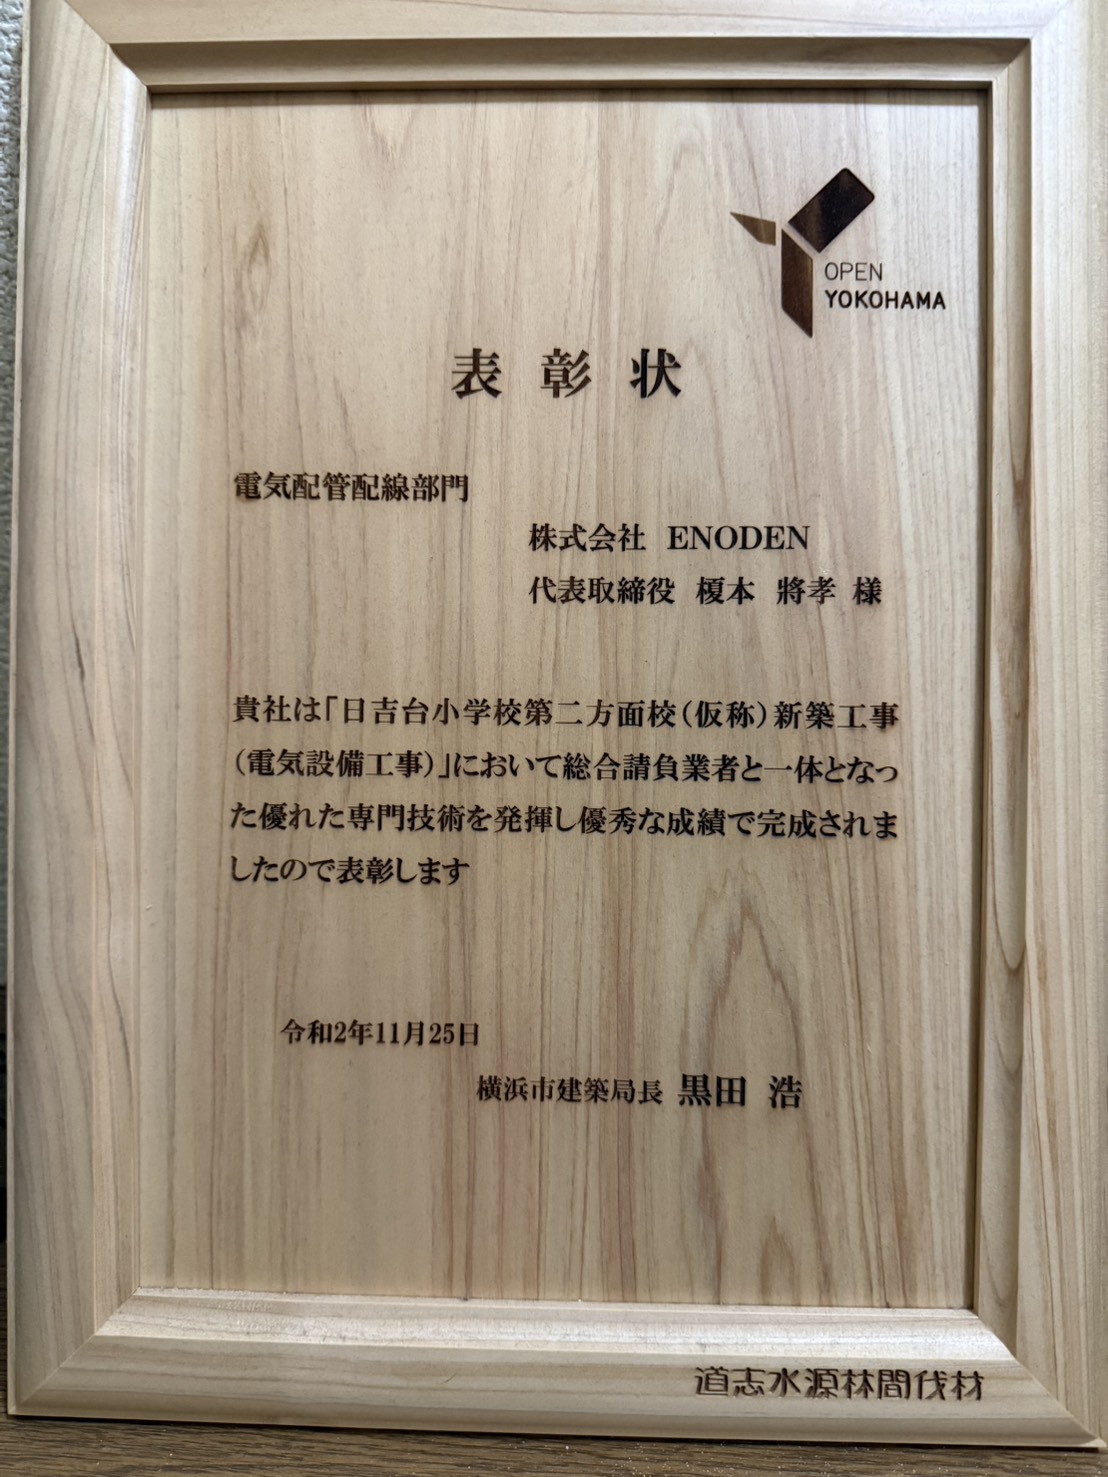 OPEN
YOKOHAMA
表彰状
電気配管配線部門
株式会社 ENODEN
代表取締役 榎本 將孝 様
貴社は「日吉台小学校第二方面校(仮称)新築工事
(電気設備工事)」において総合請負業者と一体となっ
た優れた専門技術を発揮し優秀な成績で完成されま
したので表彰します
令和2年11月25日
横浜市建築局長 黒田 浩
道志水源林間伐材